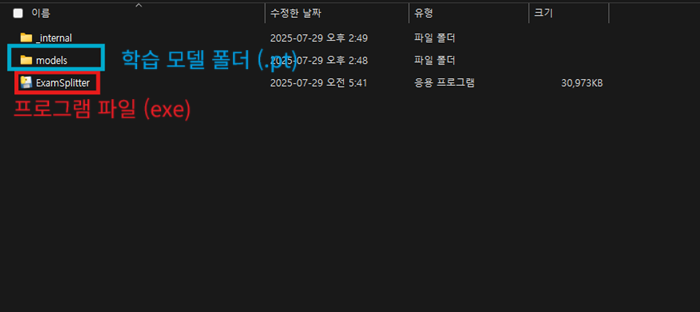 이름 수정한 날짜 유형 크기
_internal 2025-07-29 오후 2:49 파일 폴더
models 2025-07-29 오후 2:48 파일 폴더
학습 모델 폴더 (.pt)
ExamSplitter 2025-07-29 오전 5:41 응용 프로그램 30,973KB
프로그램 파일 (exe)